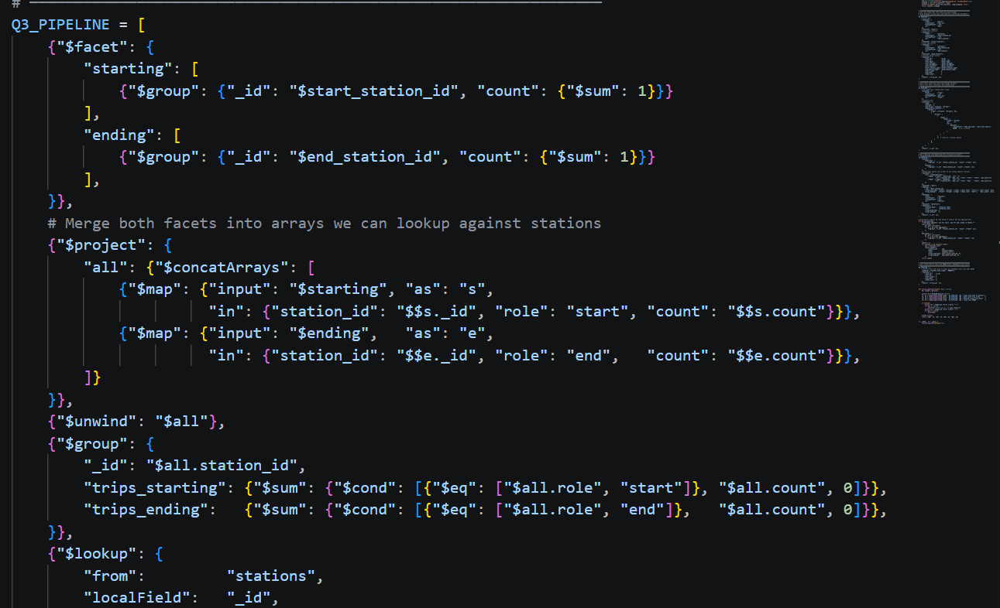 # ────────────────────────────────
Q3_PIPELINE = [
    {"$facet": {
        "starting": [
            {"$group": {"_id": "$start_station_id", "count": {"$sum": 1}}}
        ],
        "ending": [
            {"$group": {"_id": "$end_station_id", "count": {"$sum": 1}}}
        ],
    }},
    # Merge both facets into arrays we can lookup against stations
    {"$project": {
        "all": {"$concatArrays": [
            {"$map": {"input": "$starting", "as": "s",
                      "in": {"station_id": "$$s._id", "role": "start", "count": "$$s.count"}}},
            {"$map": {"input": "$ending",   "as": "e",
                      "in": {"station_id": "$$e._id", "role": "end",   "count": "$$e.count"}}},
        ]}
    }},
    {"$unwind": "$all"},
    {"$group": {
        "_id": "$all.station_id",
        "trips_starting": {"$sum": {"$cond": [{"$eq": ["$all.role", "start"]}, "$all.count", 0]}},
        "trips_ending":   {"$sum": {"$cond": [{"$eq": ["$all.role", "end"]},   "$all.count", 0]}},
    }},
    {"$lookup": {
        "from":         "stations",
        "localField":   "_id",